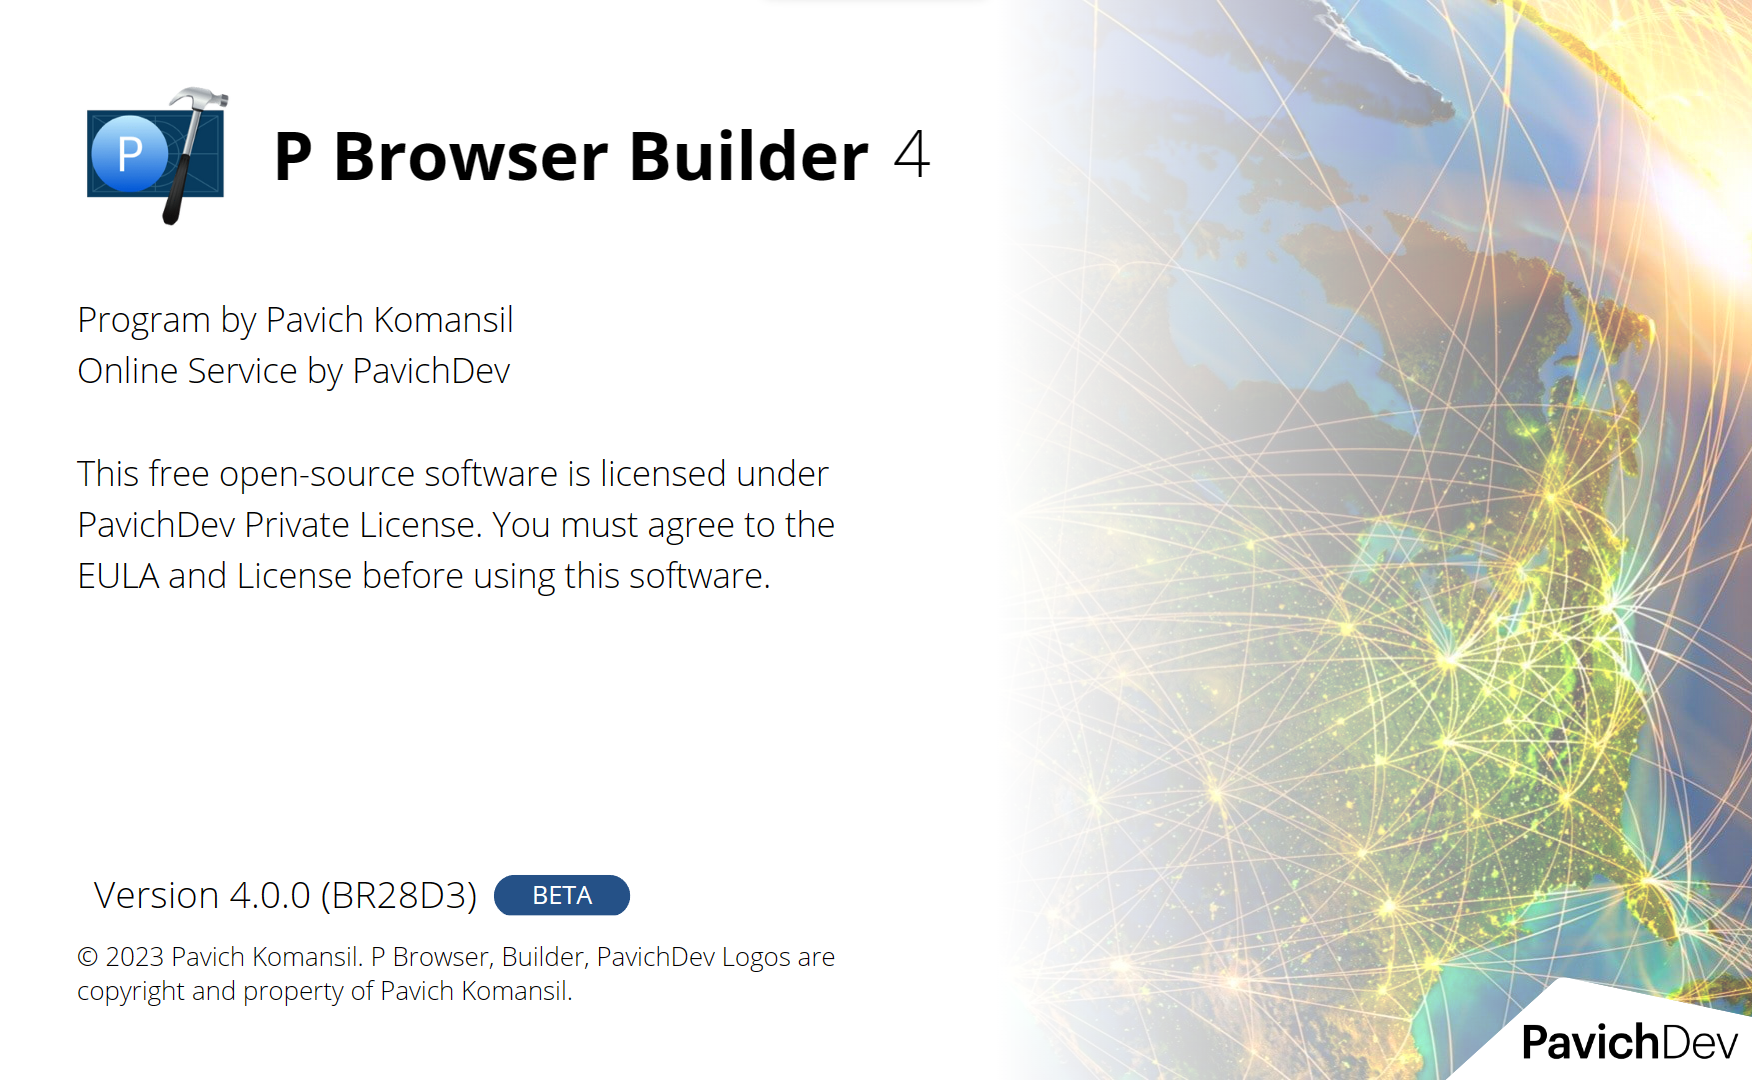 P
P Browser Builder 4
Program by Pavich Komansil
Online Service by PavichDev
This free open-source software is licensed under
PavichDev Private License. You must agree to the
EULA and License before using this software.
Version 4.0.0 (BR28D3) BETA
© 2023 Pavich Komansil. P Browser, Builder, PavichDev Logos are
copyright and property of Pavich Komansil.
PavichDev